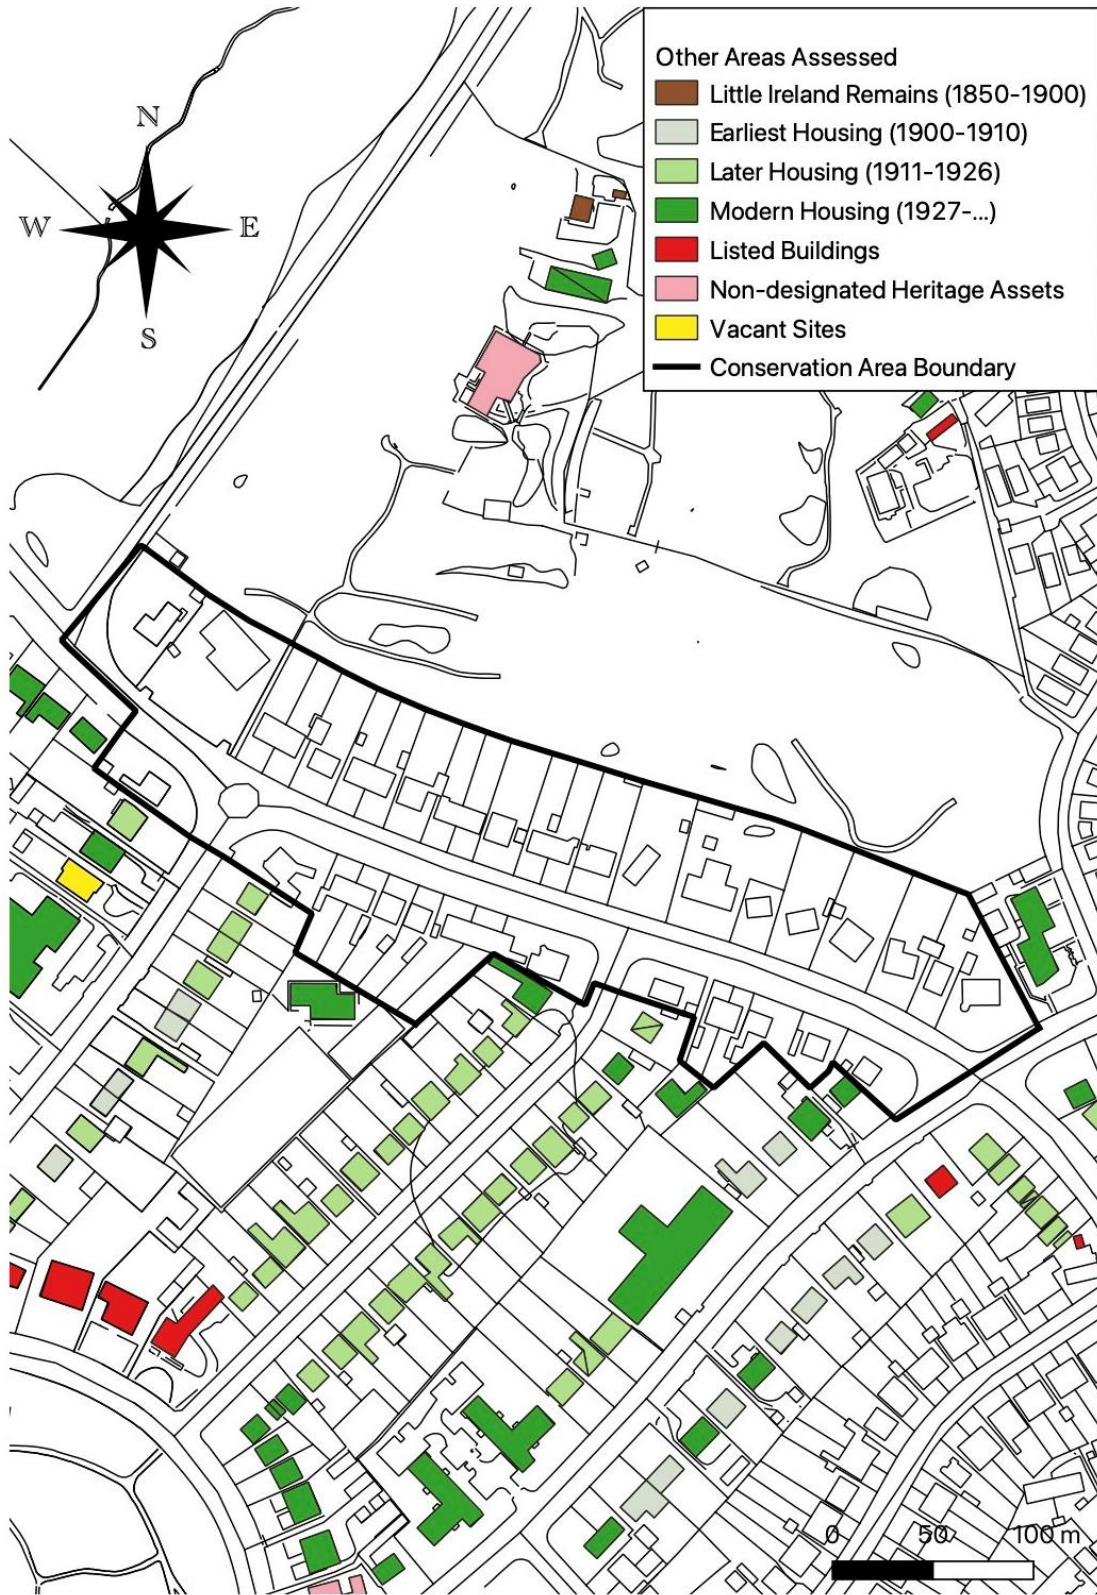 Other Areas Assessed
Little Ireland Remains (1850-1900)
Earliest Housing (1900-1910)
Later Housing (1911-1926)
Modern Housing (1927-...)
Listed Buildings
Non-designated Heritage Assets
Vacant Sites
Conservation Area Boundary
N
W E
S
0 50 100 m